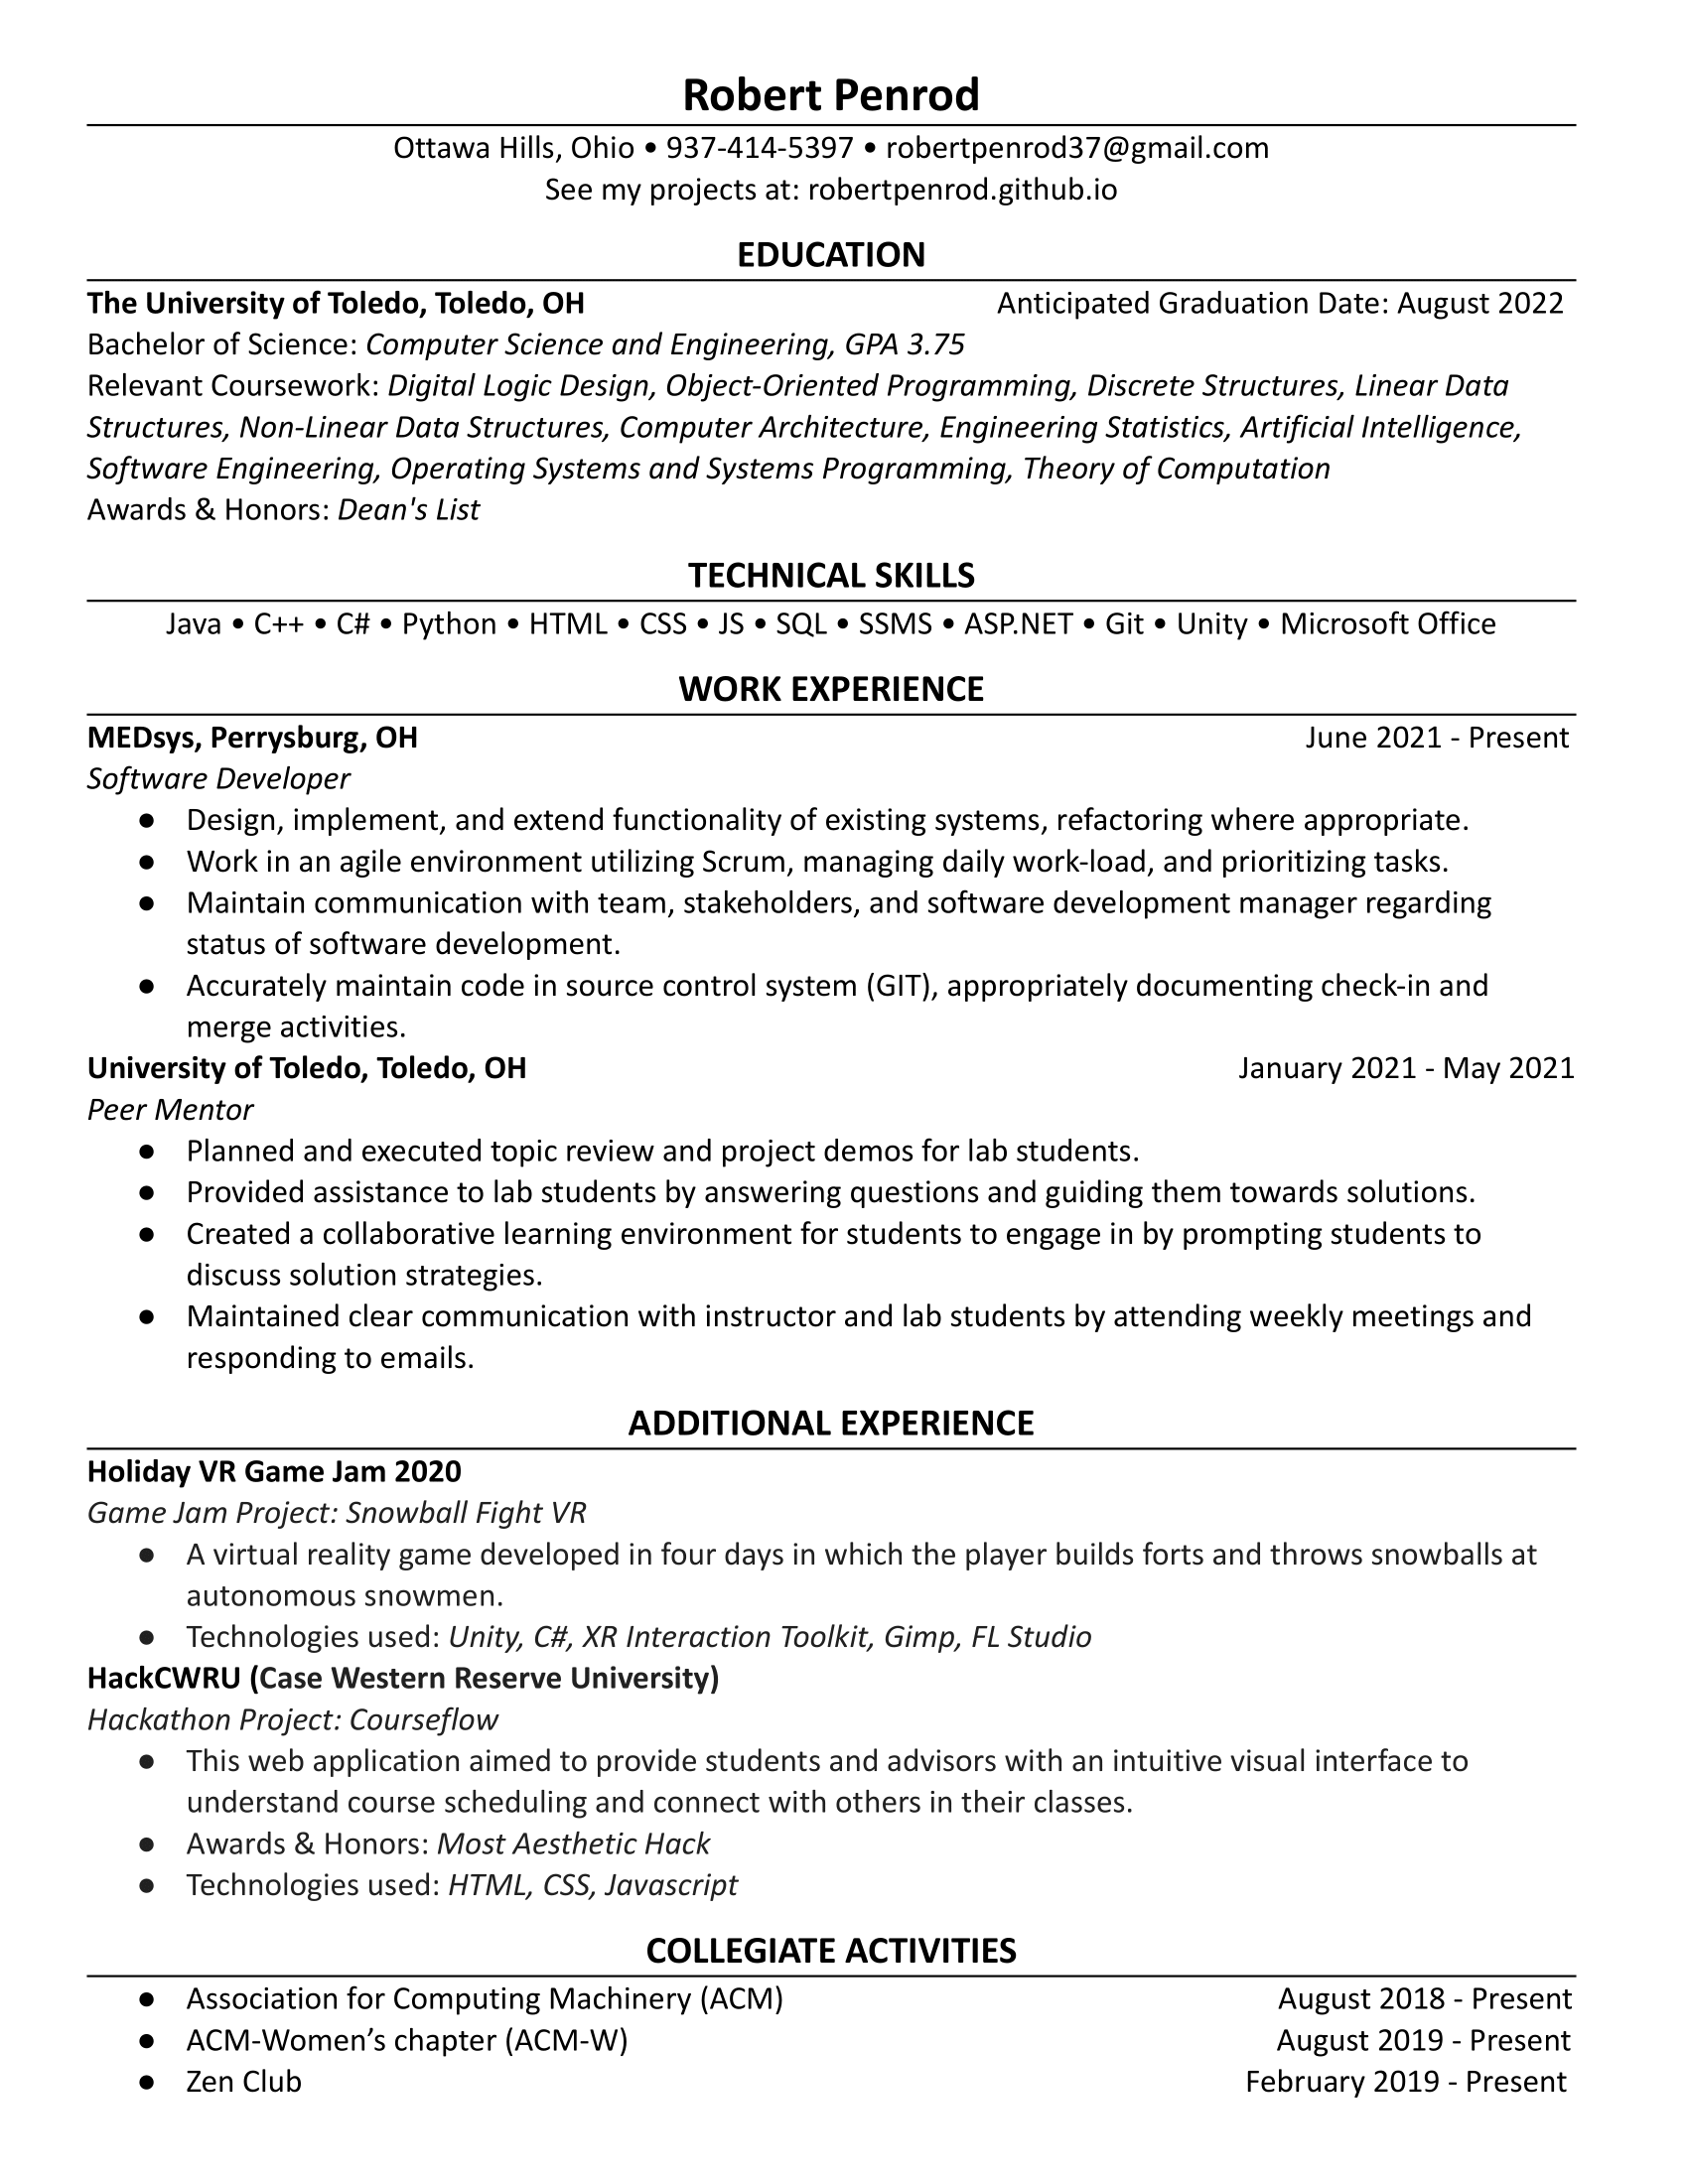 Robert Penrod
Ottawa Hills, Ohio • 937-414-5397 • robertpenrod37@gmail.com
See my projects at: robertpenrod.github.io
EDUCATION
The University of Toledo, Toledo, OH Anticipated Graduation Date: August 2022
Bachelor of Science: Computer Science and Engineering, GPA 3.75
Relevant Coursework: Digital Logic Design, Object-Oriented Programming, Discrete Structures, Linear Data
Structures, Non-Linear Data Structures, Computer Architecture, Engineering Statistics, Artificial Intelligence,
Software Engineering, Operating Systems and Systems Programming, Theory of Computation
Awards & Honors: Dean's List
TECHNICAL SKILLS
Java • C++ • C# • Python • HTML • CSS • JS • SQL • SSMS • ASP.NET • Git • Unity • Microsoft Office
WORK EXPERIENCE
MEDsys, Perrysburg, OH June 2021 - Present
Software Developer
● Design, implement, and extend functionality of existing systems, refactoring where appropriate.
● Work in an agile environment utilizing Scrum, managing daily work-load, and prioritizing tasks.
● Maintain communication with team, stakeholders, and software development manager regarding
status of software development.
● Accurately maintain code in source control system (GIT), appropriately documenting check-in and
merge activities.
University of Toledo, Toledo, OH January 2021 - May 2021
Peer Mentor
● Planned and executed topic review and project demos for lab students.
● Provided assistance to lab students by answering questions and guiding them towards solutions.
● Created a collaborative learning environment for students to engage in by prompting students to
discuss solution strategies.
● Maintained clear communication with instructor and lab students by attending weekly meetings and
responding to emails.
ADDITIONAL EXPERIENCE
Holiday VR Game Jam 2020
Game Jam Project: Snowball Fight VR
● A virtual reality game developed in four days in which the player builds forts and throws snowballs at
autonomous snowmen.
● Technologies used: Unity, C#, XR Interaction Toolkit, Gimp, FL Studio
HackCWRU (Case Western Reserve University)
Hackathon Project: Courseflow
● This web application aimed to provide students and advisors with an intuitive visual interface to
understand course scheduling and connect with others in their classes.
● Awards & Honors: Most Aesthetic Hack
● Technologies used: HTML, CSS, Javascript
COLLEGIATE ACTIVITIES
● Association for Computing Machinery (ACM) August 2018 - Present
● ACM-Women’s chapter (ACM-W) August 2019 - Present
● Zen Club February 2019 - Present